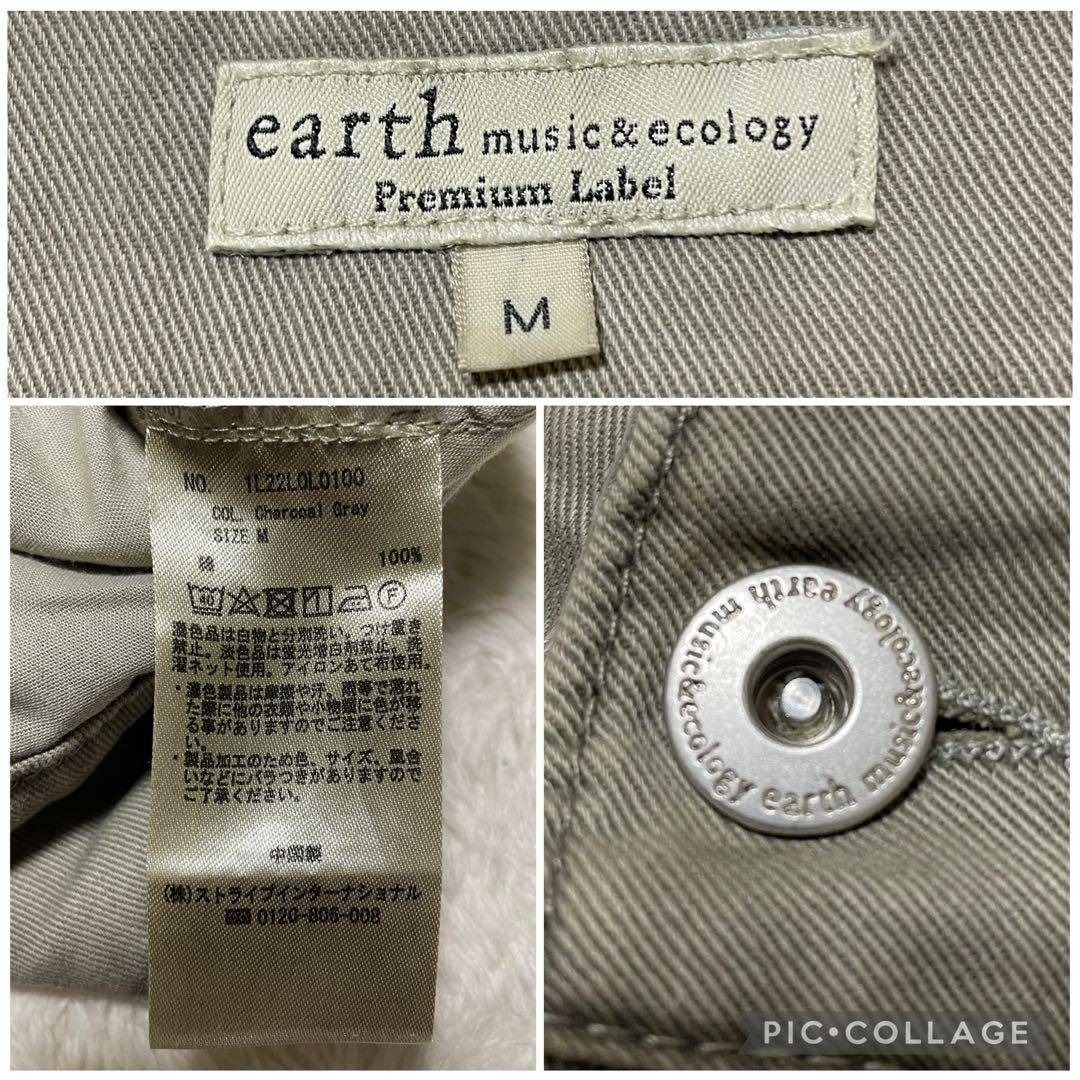 earth music&ecology
Premium Label
M
NO. 1L22L0L0100
COL. Charcoal Gray
SIZE M
綿 100%
40
F
濃色品は白物と分別洗い。つけ置き
禁止。淡色品は蛍光増白剤禁止。洗
濯ネット使用。アイロンあて布使用。
・濃色製品は摩擦や汗、雨等で濡れ
た際に他の衣類や小物類に色が移
る事がありますのでご注意くださ
い。
・製品加工のため色、サイズ、風合
いなどにバラつきがありますので
ご了承ください。
中国製
(株)ストライプインターナショナル
0120-806-008
earth music&ecology earth music&ecology
PIC•COLLAGE